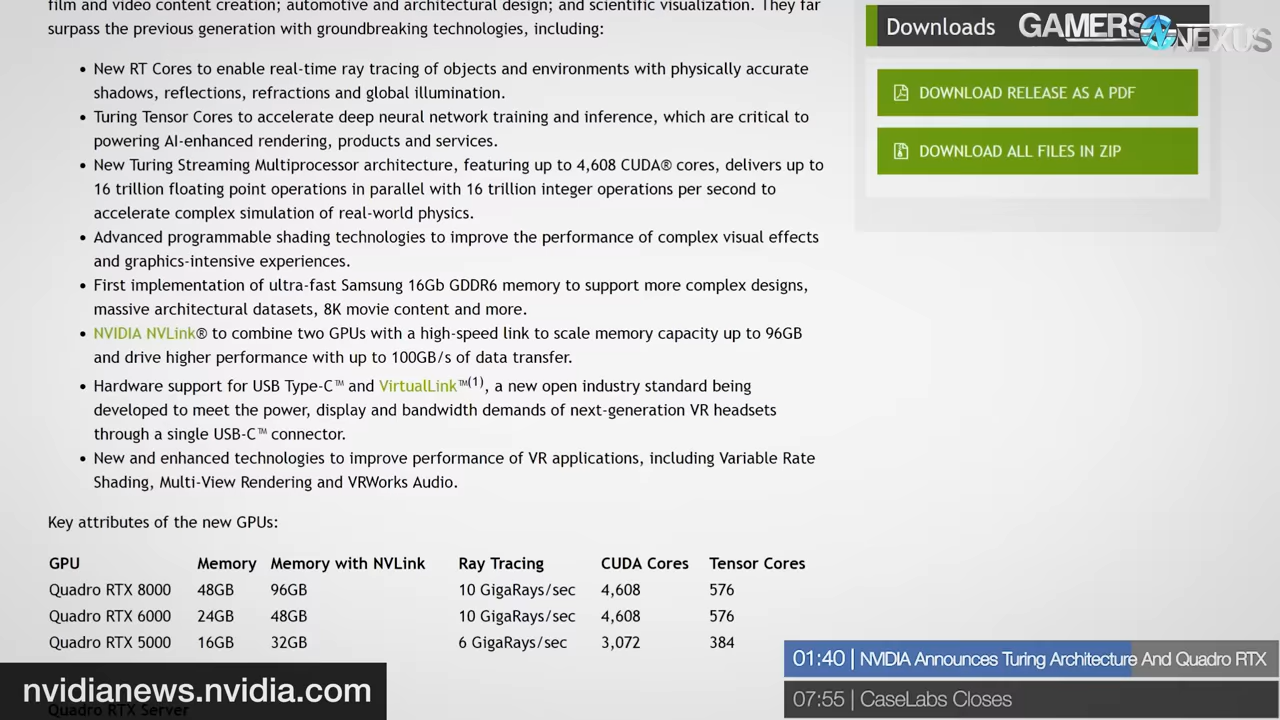 film and video content creation; automotive and architectural design; and scientific visualization. They far
surpass the previous generation with groundbreaking technologies, including:
• New RT Cores to enable real-time ray tracing of objects and environments with physically accurate
shadows, reflections, refractions and global illumination.
• Turing Tensor Cores to accelerate deep neural network training and inference, which are critical to
powering AI-enhanced rendering, products and services.
• New Turing Streaming Multiprocessor architecture, featuring up to 4,608 CUDA® cores, delivers up to
16 trillion floating point operations in parallel with 16 trillion integer operations per second to
accelerate complex simulation of real-world physics.
• Advanced programmable shading technologies to improve the performance of complex visual effects
and graphics-intensive experiences.
• First implementation of ultra-fast Samsung 16Gb GDDR6 memory to support more complex designs,
massive architectural datasets, 8K movie content and more.
• NVIDIA NVLink® to combine two GPUs with a high-speed link to scale memory capacity up to 96GB
and drive higher performance with up to 100GB/s of data transfer.
• Hardware support for USB Type-C™ and VirtualLink™(1), a new open industry standard being
developed to meet the power, display and bandwidth demands of next-generation VR headsets
through a single USB-C™ connector.
• New and enhanced technologies to improve performance of VR applications, including Variable Rate
Shading, Multi-View Rendering and VRWorks Audio.
Key attributes of the new GPUs:
GPU Memory Memory with NVLink Ray Tracing CUDA Cores Tensor Cores
Quadro RTX 8000 48GB 96GB 10 GigaRays/sec 4,608 576
Quadro RTX 6000 24GB 48GB 10 GigaRays/sec 4,608 576
Quadro RTX 5000 16GB 32GB 6 GigaRays/sec 3,072 384
Quadro RTX Server
Downloads
GAMERS NEXUS
DOWNLOAD RELEASE AS A PDF
DOWNLOAD ALL FILES IN ZIP
nvidianews.nvidia.com
01:40 | NVIDIA Announces Turing Architecture And Quadro RTX
07:55 | CaseLabs Closes